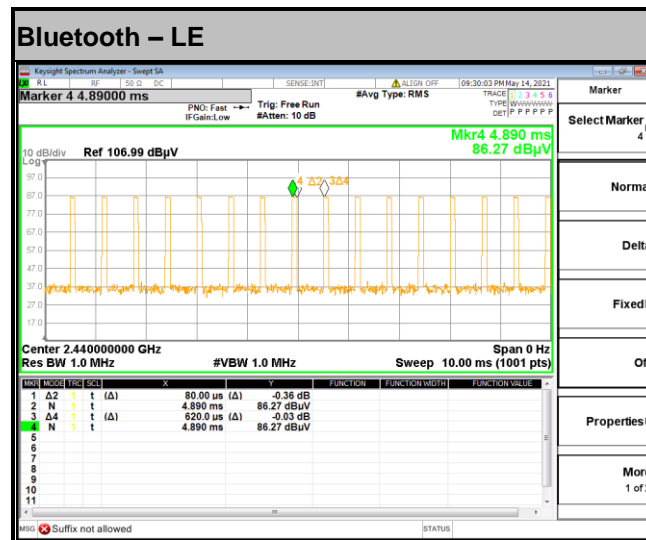 Bluetooth – LE
Keysight Spectrum Analyzer - Swept SA
RL RF 50 Ω DC SENSE:INT ALIGN OFF 09:30:03 PM May 14, 2021
Marker 4 4.89000 ms
PNO: Fast
IFGain:Low
Trig: Free Run
#Atten: 10 dB
#Avg Type: RMS
TRACE 1 2 3 4 5 6
TYPE WWWWWW
DET P P P P P P
Mkr4 4.890 ms
86.27 dBµV
10 dB/div Ref 106.99 dBµV
Log
97.0
87.0
77.0
67.0
57.0
47.0
37.0
27.0
17.0
4 Δ2 3Δ4
Center 2.440000000 GHz Span 0 Hz
Res BW 1.0 MHz #VBW 1.0 MHz Sweep 10.00 ms (1001 pts)
MKR MODE TRC SCL X Y FUNCTION FUNCTION WIDTH FUNCTION VALUE
1 Δ2 1 t (Δ) 80.00 µs (Δ) -0.36 dB
2 N 1 t 4.890 ms 86.27 dBµV
3 Δ4 1 t (Δ) 620.0 µs (Δ) -0.03 dB
4 N 1 t 4.890 ms 86.27 dBµV
5
6
7
8
9
10
11
MSG Suffix not allowed STATUS
Marker
Select Marker
4
Norma
Delt
Fixed
Of
Properties
Mor
1 of